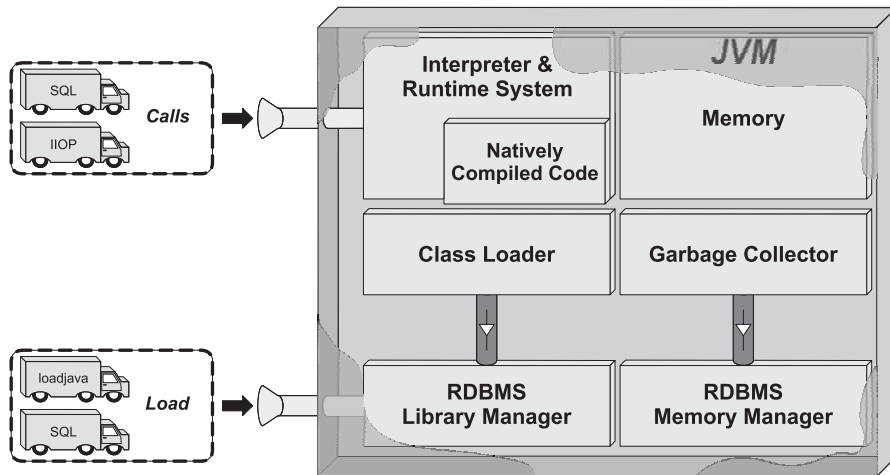 JVM
SQL
IIOP
Calls
Interpreter &
Runtime System
Natively
Compiled Code
Memory
Class Loader
Garbage Collector
loadjava
SQL
Load
RDBMS
Library Manager
RDBMS
Memory Manager